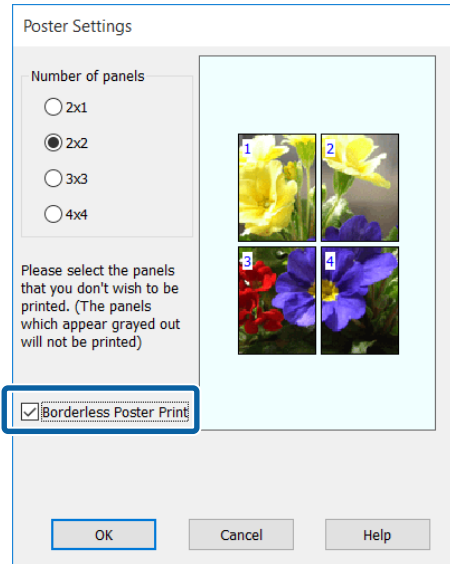 Poster Settings
Number of panels
2x1
2x2
3x3
4x4
Please select the panels
that you don't wish to be
printed. (The panels
which appear grayed out
will not be printed)
Borderless Poster Print
1
2
3
4
OK
Cancel
Help